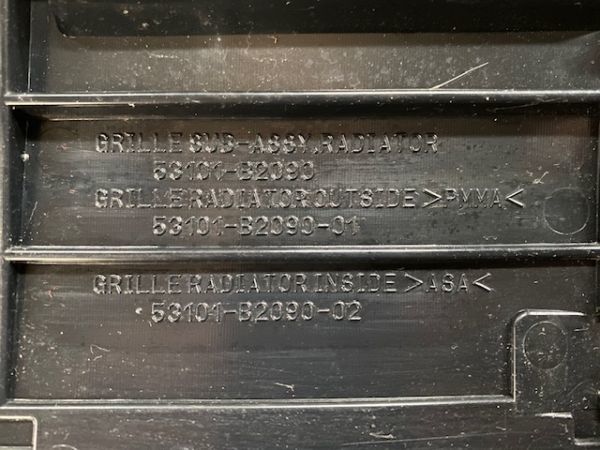 GRILLE SUB-ASSY, RADIATOR
53101-B2090
GRILLE RADIATOR OUTSIDE >PMMA<
53101-B2090-01
GRILLE RADIATOR INSIDE >ASA<
53101-B2090-02